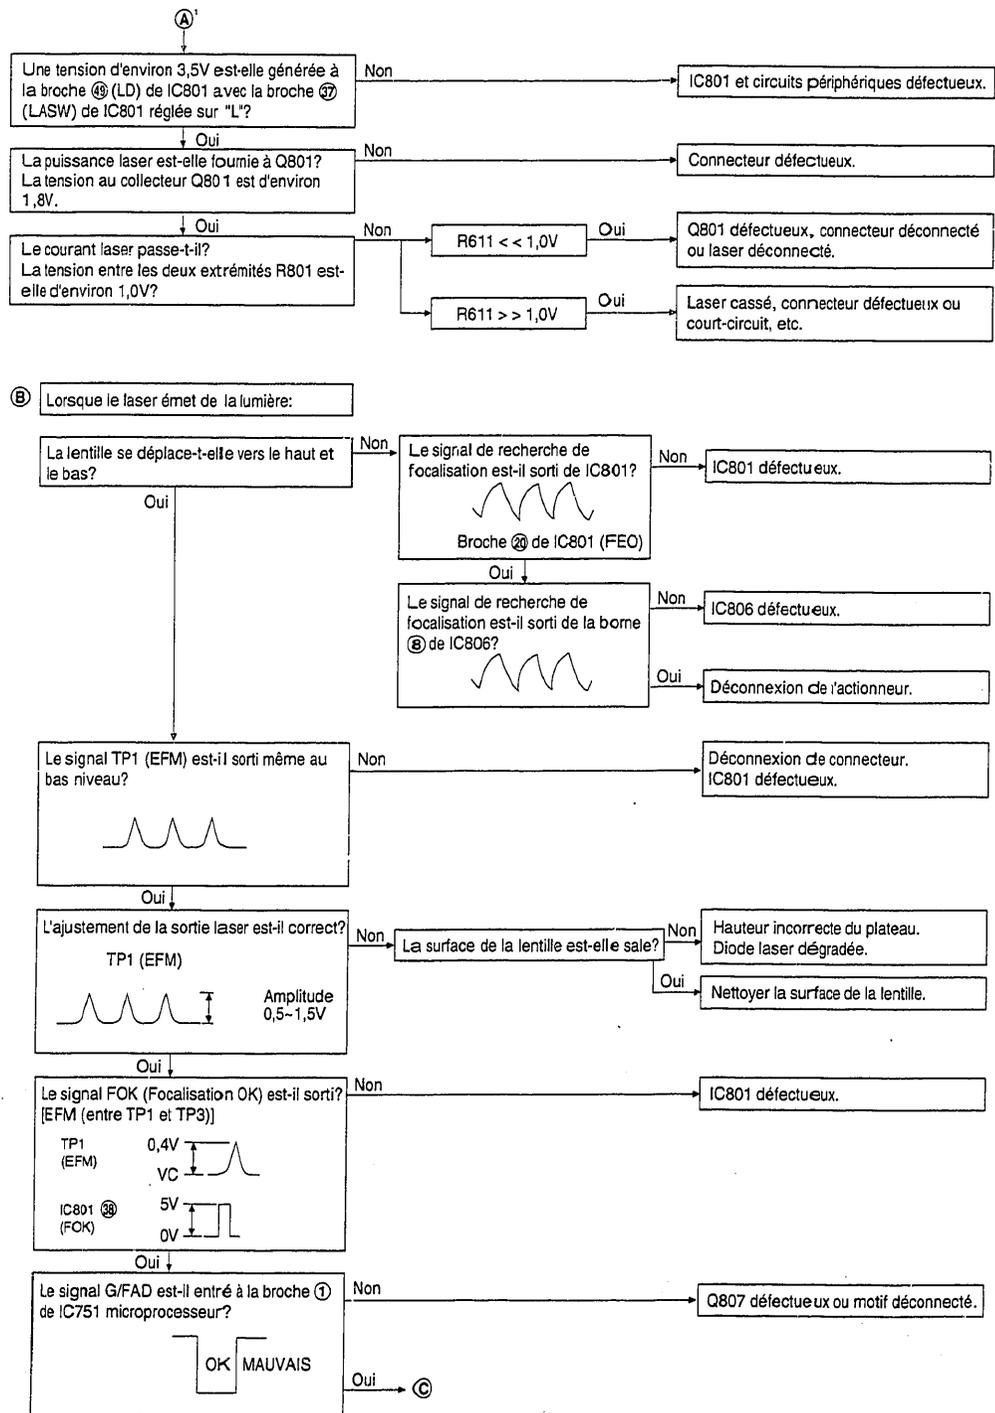 Ⓐ'
Une tension d'environ 3,5V est-elle générée à
la broche ㊾ (LD) de IC801 avec la broche ㊲
(LASW) de IC801 réglée sur "L"?
Non
IC801 et circuits périphériques défectueux.
Oui
La puissance laser est-elle fournie à Q801?
La tension au collecteur Q801 est d'environ
1,8V.
Non
Connecteur défectueux.
Oui
Le courant laser passe-t-il?
La tension entre les deux extrémités R801 est-
elle d'environ 1,0V?
Non
R611 < < 1,0V
Oui
Q801 défectueux, connecteur déconnecté
ou laser déconnecté.
R611 > > 1,0V
Oui
Laser cassé, connecteur défectueux ou
court-circuit, etc.
Ⓑ Lorsque le laser émet de la lumière:
La lentille se déplace-t-elle vers le haut et
le bas?
Non
Le signal de recherche de
focalisation est-il sorti de IC801?
Broche ⑳ de IC801 (FEO)
Non
IC801 défectueux.
Oui
Oui
Le signal de recherche de
focalisation est-il sorti de la borne
⑧ de IC806?
Non
IC806 défectueux.
Oui
Déconnexion de l'actionneur.
Le signal TP1 (EFM) est-il sorti même au
bas niveau?
Non
Déconnexion de connecteur.
IC801 défectueux.
Oui
L'ajustement de la sortie laser est-il correct?
TP1 (EFM)
Amplitude
0,5~1,5V
Non
La surface de la lentille est-elle sale?
Non
Hauteur incorrecte du plateau.
Diode laser dégradée.
Oui
Nettoyer la surface de la lentille.
Oui
Le signal FOK (Focalisation OK) est-il sorti?
[EFM (entre TP1 et TP3)]
TP1
(EFM)
0,4V
VC
IC801 ㊳
(FOK)
5V
0V
Non
IC801 défectueux.
Oui
Le signal G/FAD est-il entré à la broche ①
de IC751 microprocesseur?
OK MAUVAIS
Non
Q807 défectueux ou motif déconnecté.
Oui
Ⓒ